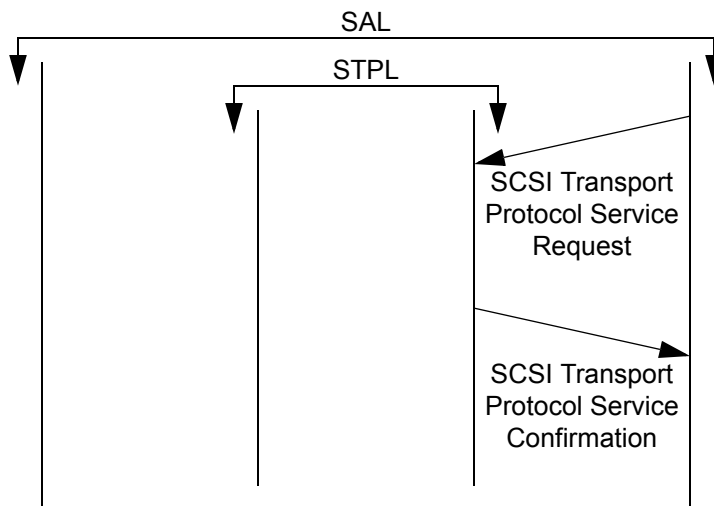 SAL
STPL
SCSI Transport
Protocol Service
Request
SCSI Transport
Protocol Service
Confirmation